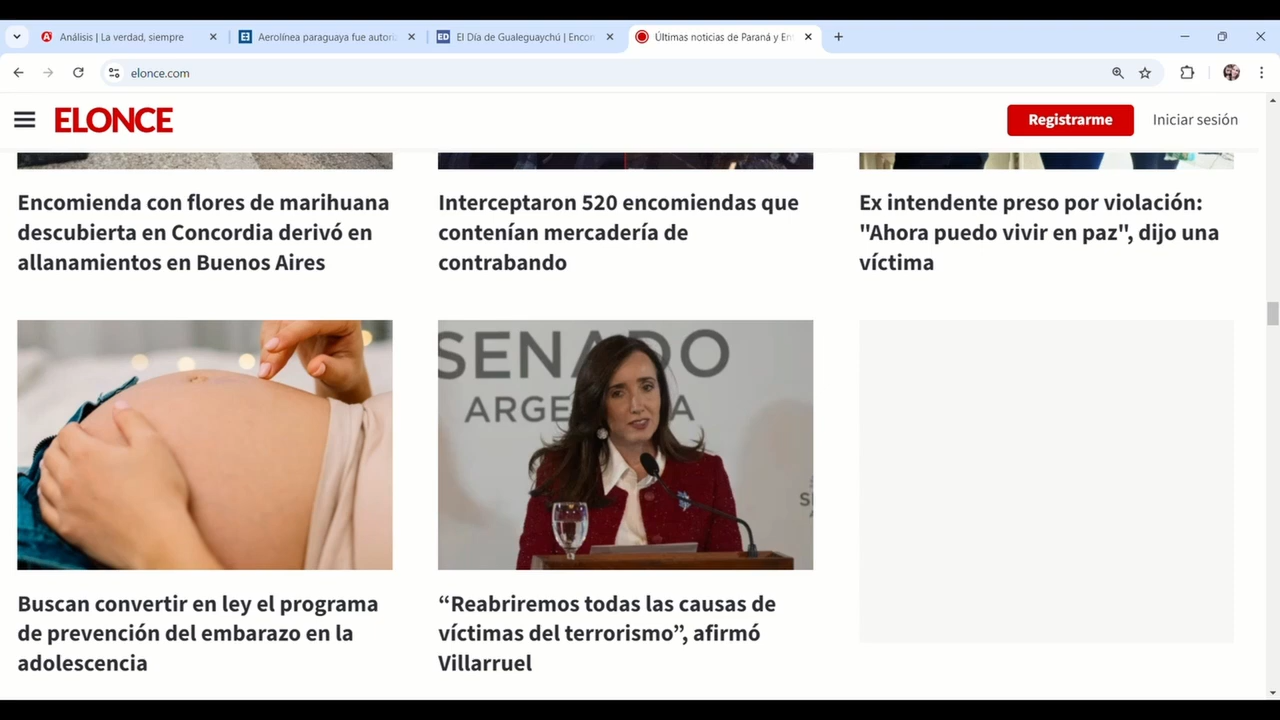 Análisis | La verdad, siempre
Aerolínea paraguaya fue autori
El Día de Gualeguaychú | Encon
Últimas noticias de Paraná y En
elonce.com
ELONCE
Registrarme
Iniciar sesión
Encomienda con flores de marihuana
descubierta en Concordia derivó en
allanamientos en Buenos Aires
Interceptaron 520 encomiendas que
contenían mercadería de
contrabando
Ex intendente preso por violación:
"Ahora puedo vivir en paz", dijo una
víctima
SENADO
ARGE A
S
Buscan convertir en ley el programa
de prevención del embarazo en la
adolescencia
“Reabriremos todas las causas de
víctimas del terrorismo”, afirmó
Villarruel